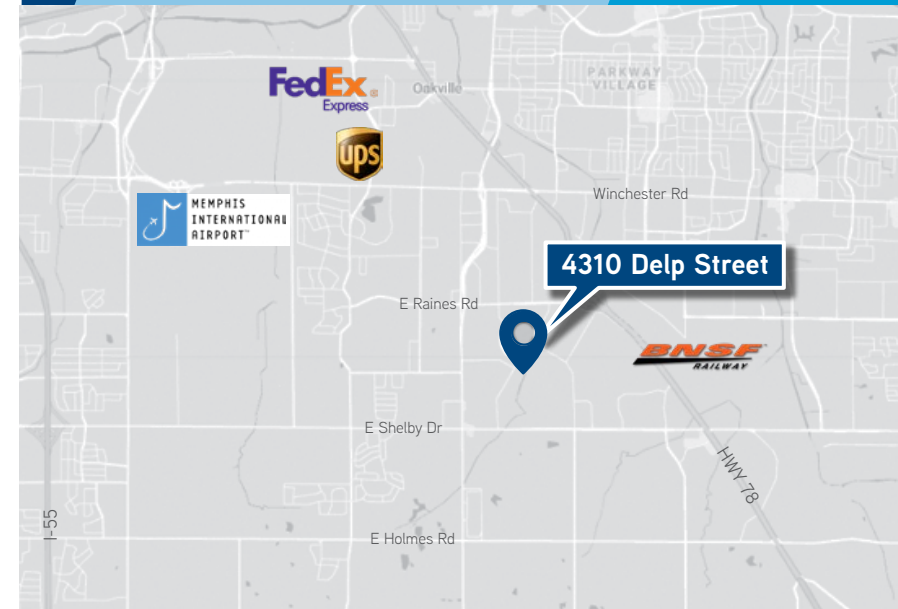 PARKWAY
VILLAGE
FedEx®
Express
Oakville
ups
Winchester Rd
MEMPHIS
INTERNATIONAL
AIRPORT™
4310 Delp Street
E Raines Rd
BNSF
RAILWAY
E Shelby Dr
HWY 78
I-55
E Holmes Rd